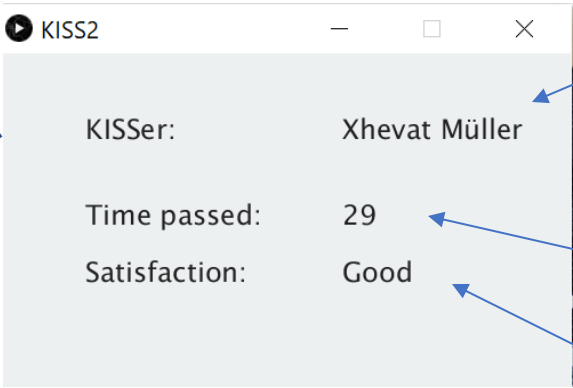 KISS2
KISSer: Xhevat Müller
Time passed: 29
Satisfaction: Good